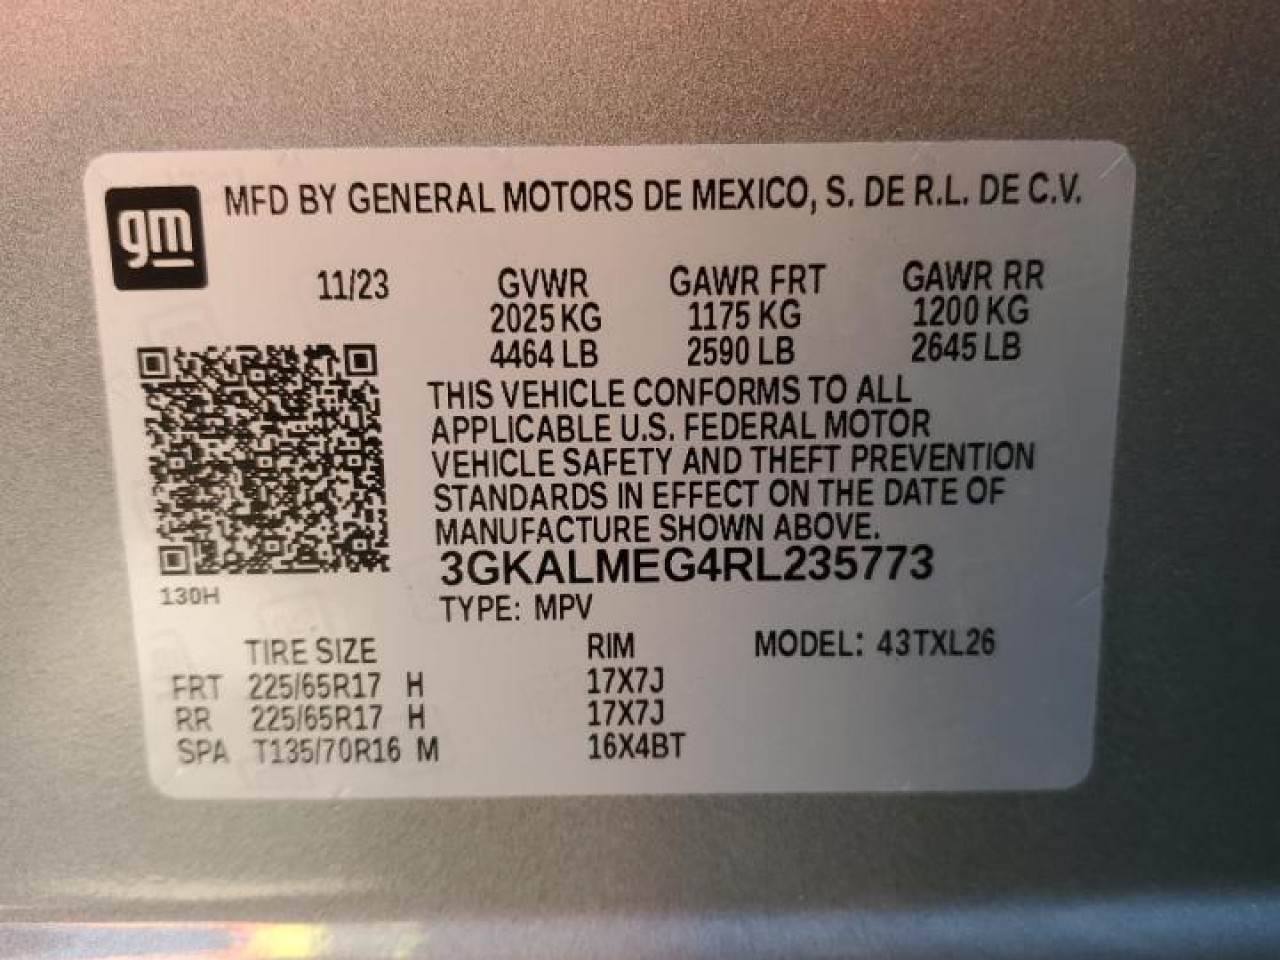 gm
MFD BY GENERAL MOTORS DE MEXICO, S. DE R.L. DE C.V.
11/23 GVWR GAWR FRT GAWR RR
2025 KG 1175 KG 1200 KG
4464 LB 2590 LB 2645 LB
THIS VEHICLE CONFORMS TO ALL
APPLICABLE U.S. FEDERAL MOTOR
VEHICLE SAFETY AND THEFT PREVENTION
STANDARDS IN EFFECT ON THE DATE OF
MANUFACTURE SHOWN ABOVE.
3GKALMEG4RL235773
130H
TYPE: MPV
TIRE SIZE RIM MODEL: 43TXL26
FRT 225/65R17 H 17X7J
RR 225/65R17 H 17X7J
SPA T135/70R16 M 16X4BT